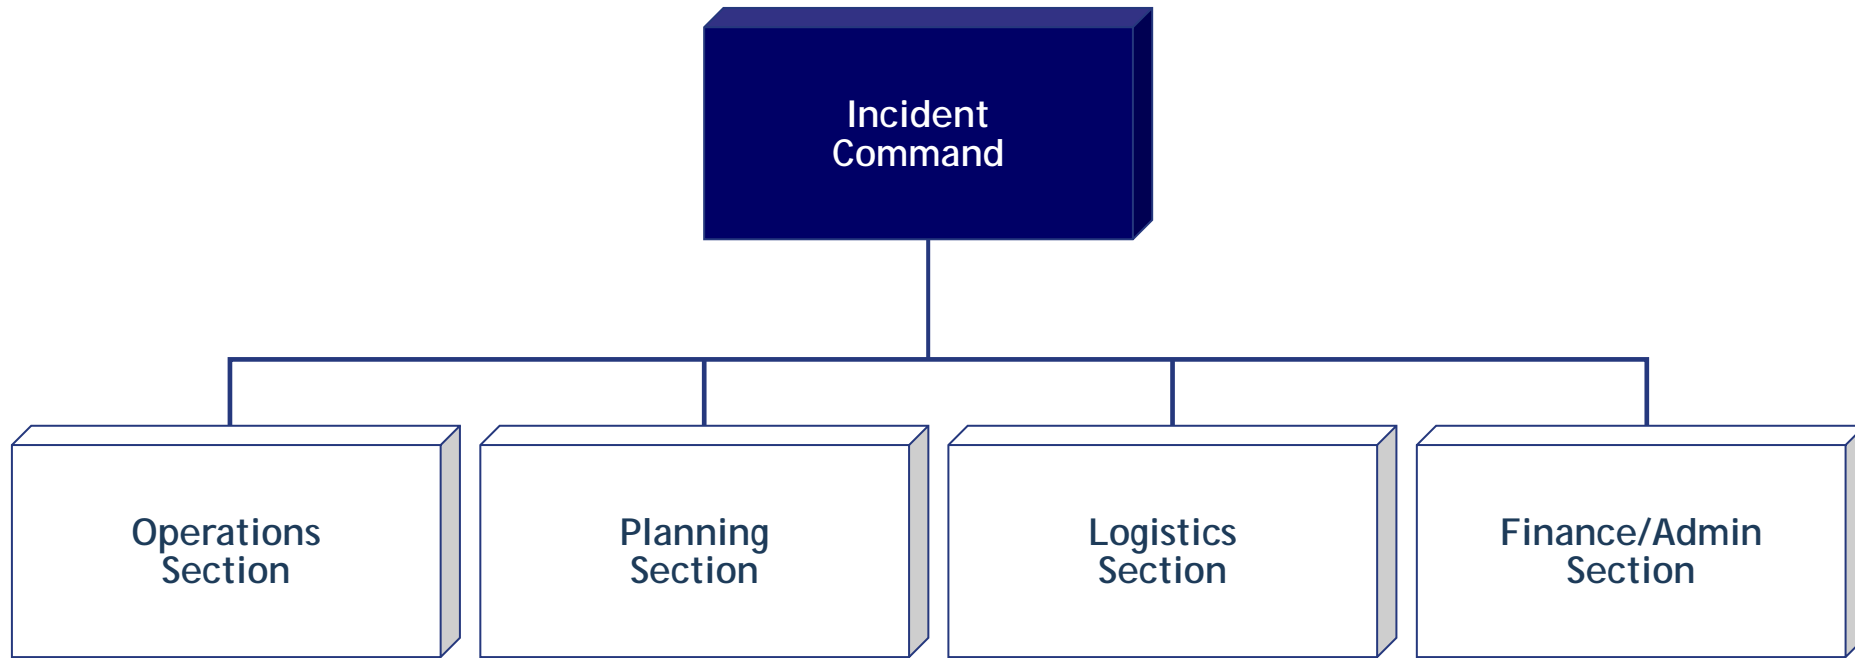 Incident
Command
Operations
Section
Planning
Section
Logistics
Section
Finance/Admin
Section